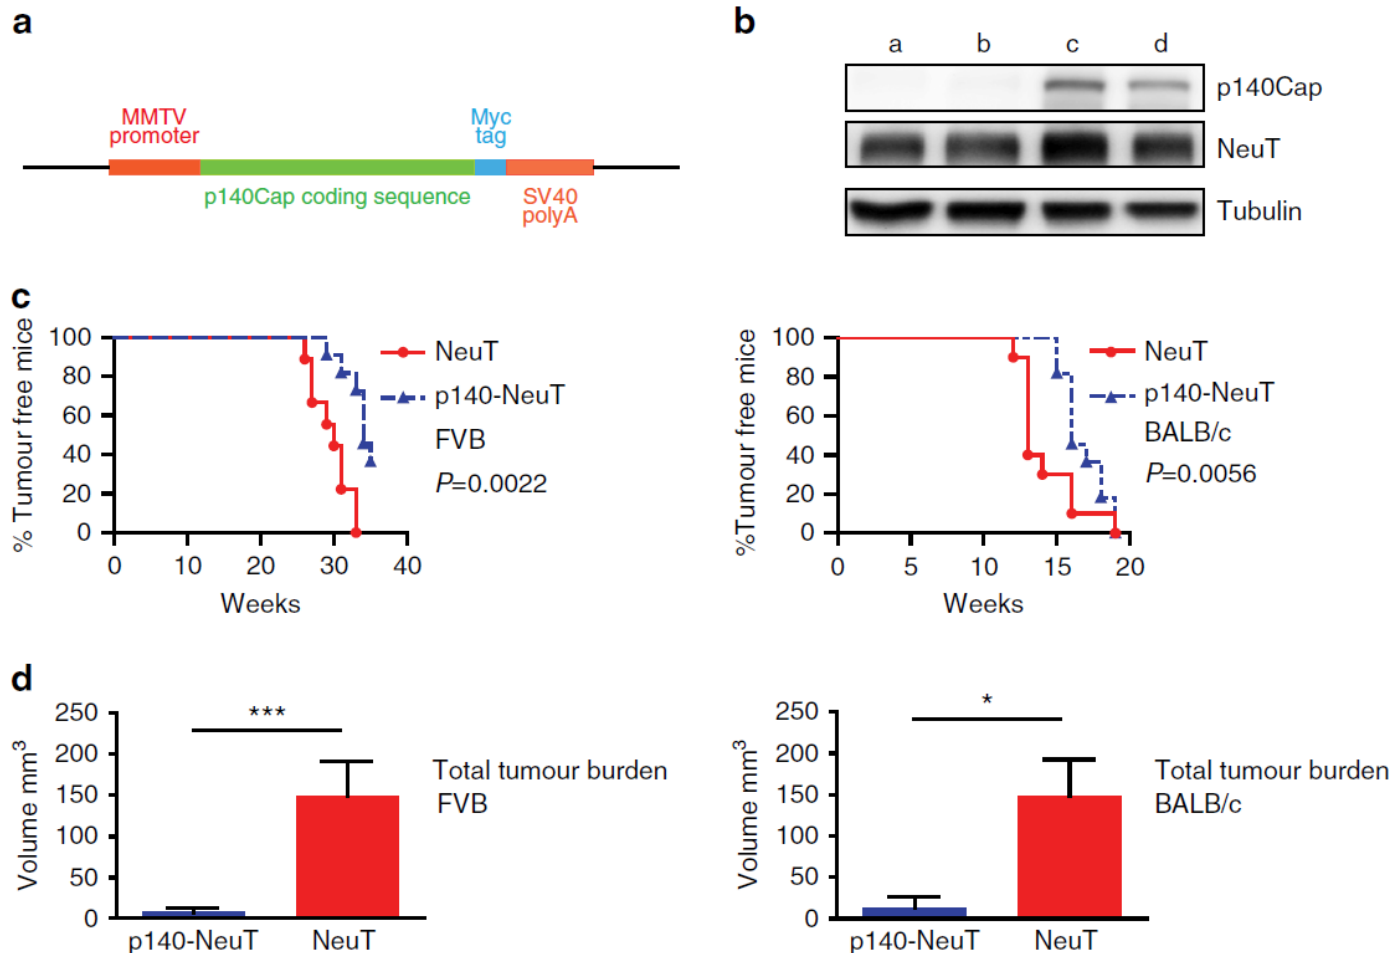 a
MMTV
promoter
Myc
tag
p140Cap coding sequence
SV40
polyA
b
a b c d
p140Cap
NeuT
Tubulin
c
% Tumour free mice
100
80
60
40
20
0
0 10 20 30 40
Weeks
NeuT
p140-NeuT
FVB
P=0.0022
%Tumour free mice
100
80
60
40
20
0
0 5 10 15 20
Weeks
NeuT
p140-NeuT
BALB/c
P=0.0056
d
Volume mm³
250
200
150
100
50
0
***
p140-NeuT NeuT
Total tumour burden
FVB
Volume mm³
250
200
150
100
50
0
*
p140-NeuT NeuT
Total tumour burden
BALB/c